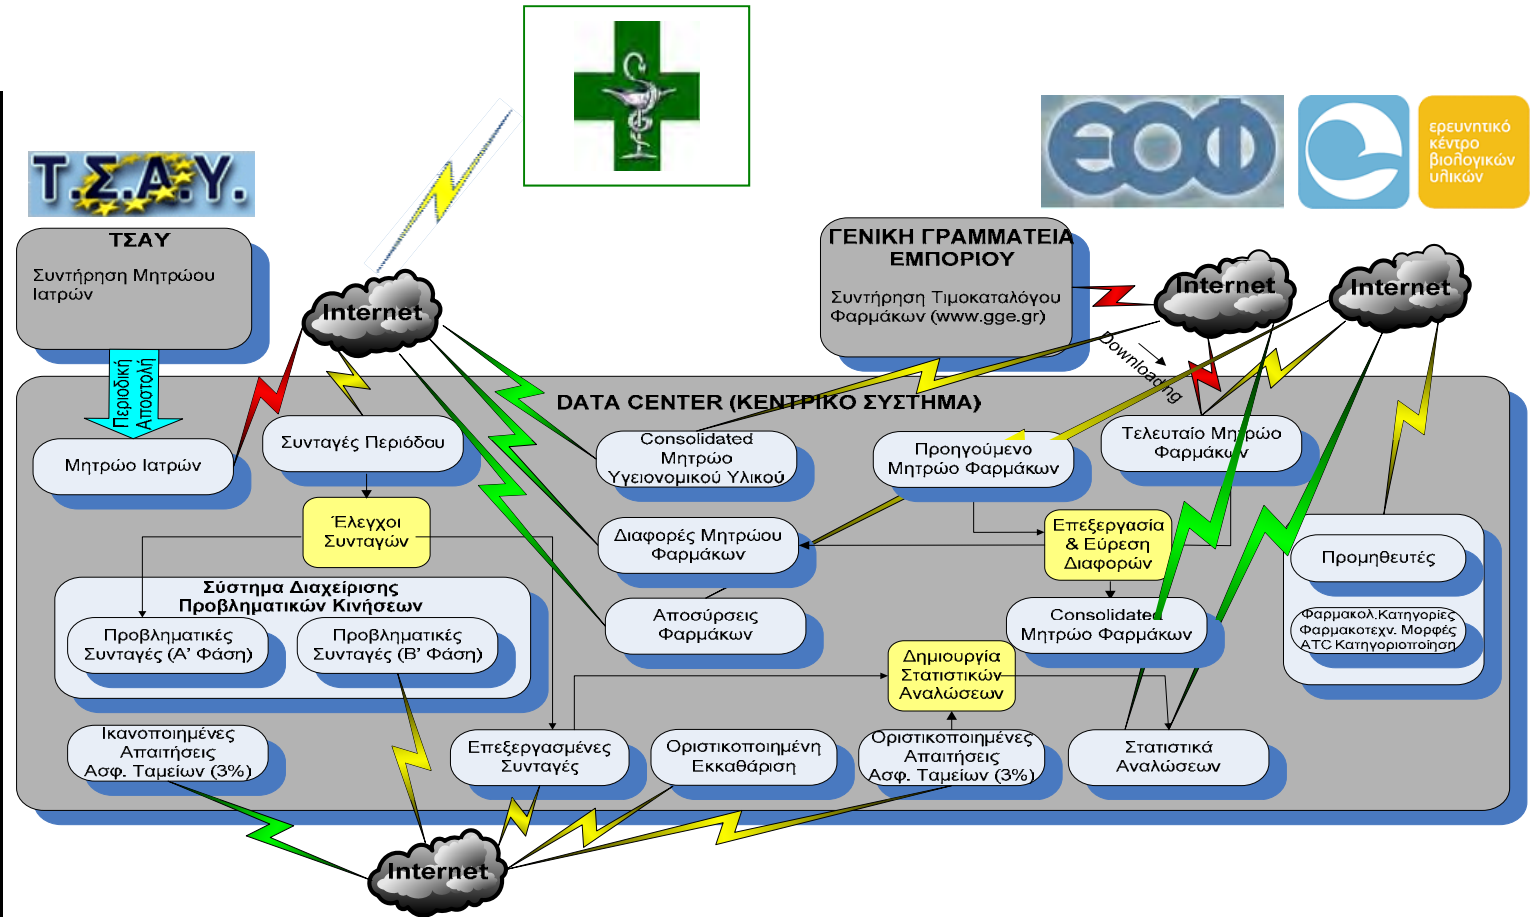 Τ.Σ.Α.Υ.
ΕΟΦ
ερευνητικό
κέντρο
βιολογικών
υλικών
ΤΣΑΥ
Συντήρηση Μητρώου
Ιατρών
Internet
ΓΕΝΙΚΗ ΓΡΑΜΜΑΤΕΙΑ
ΕΜΠΟΡΙΟΥ
Συντήρηση Τιμοκαταλόγου
Φαρμάκων (www.gge.gr)
Internet
Internet
Downloading
Περιοδική
Αποστολή
DATA CENTER (ΚΕΝΤΡΙΚΟ ΣΥΣΤΗΜΑ)
Μητρώο Ιατρών
Συνταγές Περιόδου
Consolidated
Μητρώο
Υγειονομικού Υλικού
Προηγούμενο
Μητρώο Φαρμάκων
Τελευταίο Μητρώο
Φαρμάκων
Έλεγχοι
Συνταγών
Διαφορές Μητρώου
Φαρμάκων
Επεξεργασία
& Εύρεση
Διαφορών
Προμηθευτές
Σύστημα Διαχείρισης
Προβληματικών Κινήσεων
Προβληματικές
Συνταγές (Α' Φάση)
Προβληματικές
Συνταγές (Β' Φάση)
Αποσύρσεις
Φαρμάκων
Consolidated
Μητρώο Φαρμάκων
Φαρμακολ.Κατηγορίες
Φαρμακοτεχν. Μορφές
ATC Κατηγοριοποίηση
Δημιουργία
Στατιστικών
Αναλώσεων
Ικανοποιημένες
Απαιτήσεις
Ασφ. Ταμείων (3%)
Επεξεργασμένες
Συνταγές
Οριστικοποιημένη
Εκκαθάριση
Οριστικοποιημένες
Απαιτήσεις
Ασφ. Ταμείων (3%)
Στατιστικά
Αναλώσεων
Internet